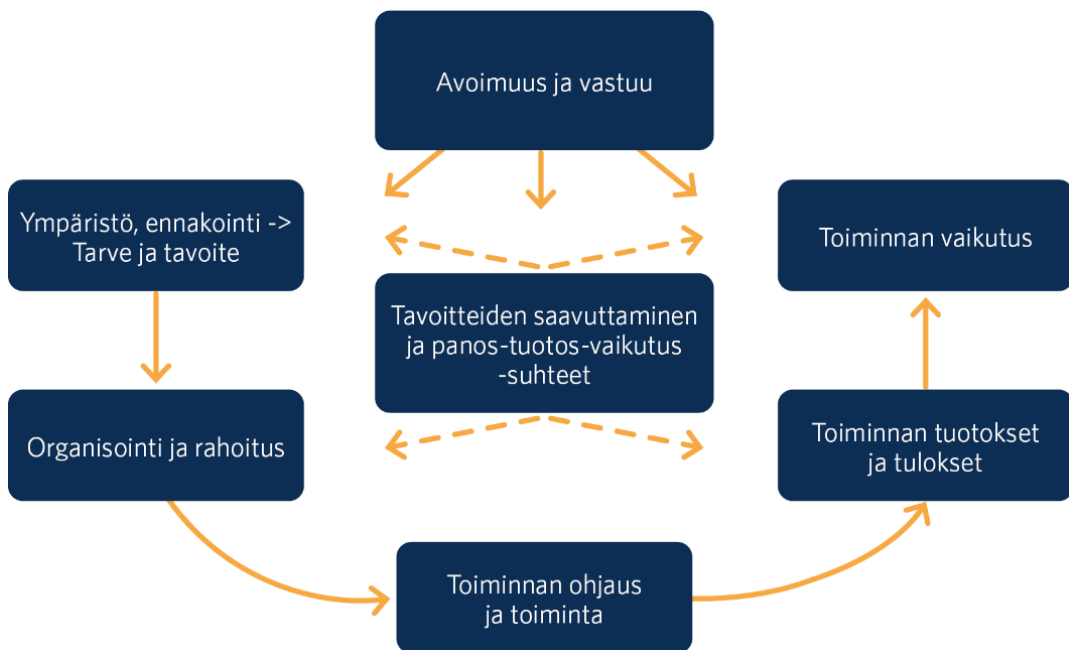 Avoimuus ja vastuu
Ympäristö, ennakointi ->
Tarve ja tavoite
Toiminnan vaikutus
Tavoitteiden saavuttaminen
ja panos-tuotos-vaikutus
-suhteet
Organisointi ja rahoitus
Toiminnan tuotokset
ja tulokset
Toiminnan ohjaus
ja toiminta